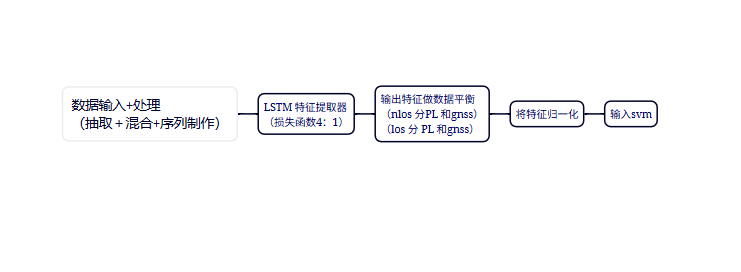 数据输入+处理
（抽取＋混合+序列制作）
LSTM 特征提取器
（损失函数4：1）
输出特征做数据平衡
（nlos 分PL 和gnss）
（los 分 PL 和gnss）
将特征归一化
输入svm